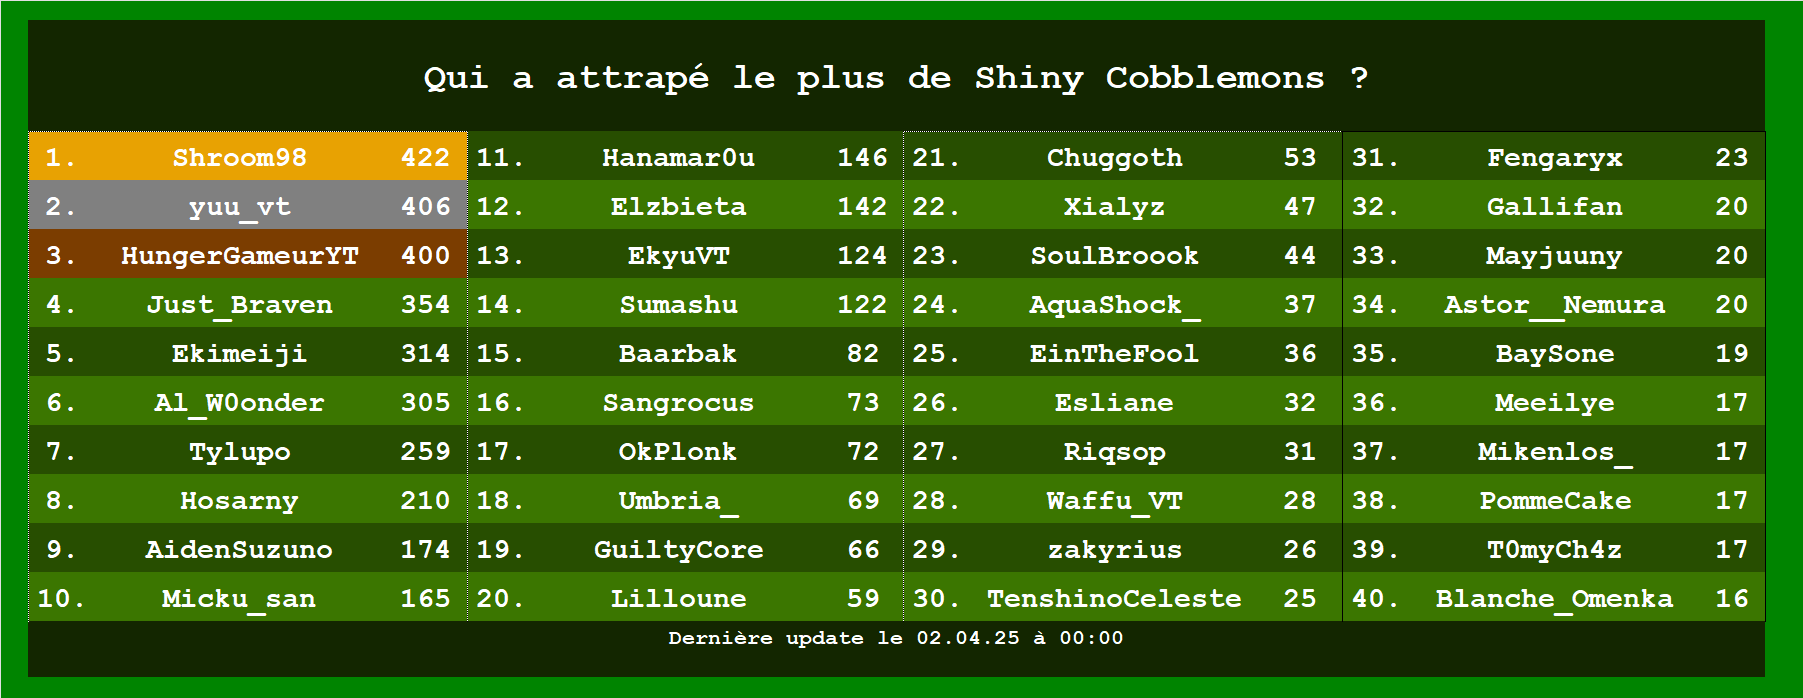 Qui a attrapé le plus de Shiny Cobblemons ?
1. Shroom98 422 11. Hanamar0u 146 21. Chuggoth 53 31. Fengaryx 23
2. yuu_vt 406 12. Elzbieta 142 22. Xialyz 47 32. Gallifan 20
3. HungerGameurYT 400 13. EkyuVT 124 23. SoulBroook 44 33. Mayjuuny 20
4. Just_Braven 354 14. Sumashu 122 24. AquaShock_ 37 34. Astor__Nemura 20
5. Ekimeiji 314 15. Baarbak 82 25. EinTheFool 36 35. BaySone 19
6. Al_W0onder 305 16. Sangrocus 73 26. Esliane 32 36. Meeilye 17
7. Tylupo 259 17. OkPlonk 72 27. Riqsop 31 37. Mikenlos_ 17
8. Hosarny 210 18. Umbria_ 69 28. Waffu_VT 28 38. PommeCake 17
9. AidenSuzuno 174 19. GuiltyCore 66 29. zakyrius 26 39. T0myCh4z 17
10. Micku_san 165 20. Lilloune 59 30. TenshinoCeleste 25 40. Blanche_Omenka 16
Dernière update le 02.04.25 à 00:00